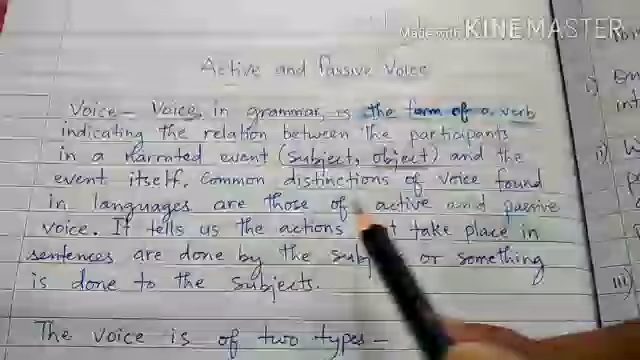 Made with KINEMASTER
Active and Passive Voice
Voice - Voice, in grammar, is the form of a verb
indicating the relation between the participants
in a narrated event (subject, object) and the
event itself. Common distinctions of voice found
in languages are those of active and passive
voice. It tells us the actions take place in
sentences are done by the or something
is done to the subjects.
The voice is of two types -
i)
ii)
iii)